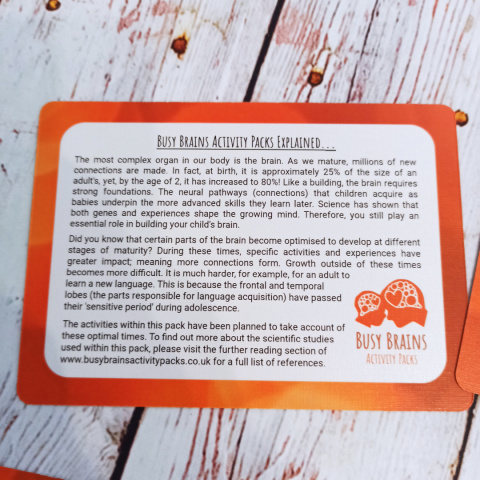 Busy Brains Activity Packs Explained...
The most complex organ in our body is the brain. As we mature, millions of new
connections are made. In fact, at birth, it is approximately 25% of the size of an
adult's, yet, by the age of 2, it has increased to 80%! Like a building, the brain requires
strong foundations. The neural pathways (connections) that children acquire as
babies underpin the more advanced skills they learn later. Science has shown that
both genes and experiences shape the growing mind. Therefore, you still play an
essential role in building your child's brain.
Did you know that certain parts of the brain become optimised to develop at different
stages of maturity? During these times, specific activities and experiences have
greater impact; meaning more connections form. Growth outside of these times
becomes more difficult. It is much harder, for example, for an adult to
learn a new language. This is because the frontal and temporal
lobes (the parts responsible for language acquisition) have passed
their 'sensitive period' during adolescence.
The activities within this pack have been planned to take account of
these optimal times. To find out more about the scientific studies
used within this pack, please visit the further reading section of
www.busybrainsactivitypacks.co.uk for a full list of references.
Busy Brains
Activity Packs